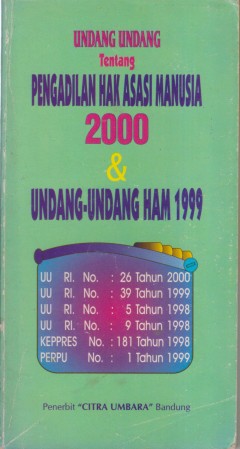 UNDANG UNDANG
Tentang
PENGADILAN HAK ASASI MANUSIA
2000
&
UNDANG-UNDANG HAM 1999
UU RI. No. : 26 Tahun 2000
UU RI. No. : 39 Tahun 1999
UU RI. No. : 5 Tahun 1998
UU RI. No. : 9 Tahun 1998
KEPPRES No. : 181 Tahun 1998
PERPU No. : 1 Tahun 1999
Penerbit "CITRA UMBARA" Bandung